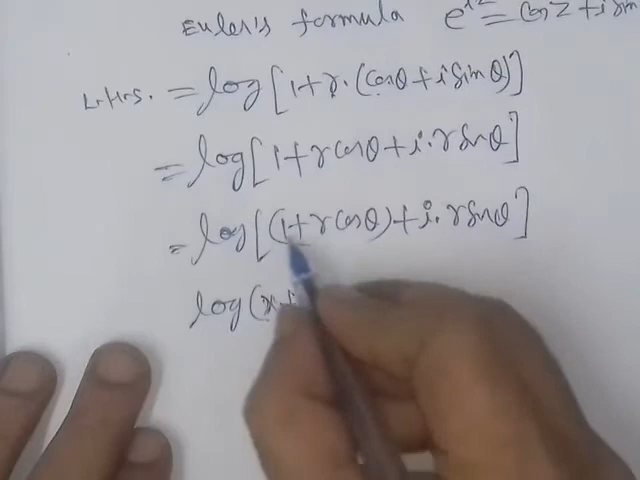 Euler's formula e^iz = cos z + i sin
L.H.S. = log[1+r.(cosθ+i sinθ)]
= log[1+r cosθ+i.r sinθ]
= log[(1+r cosθ)+i.r sinθ]
log(x+